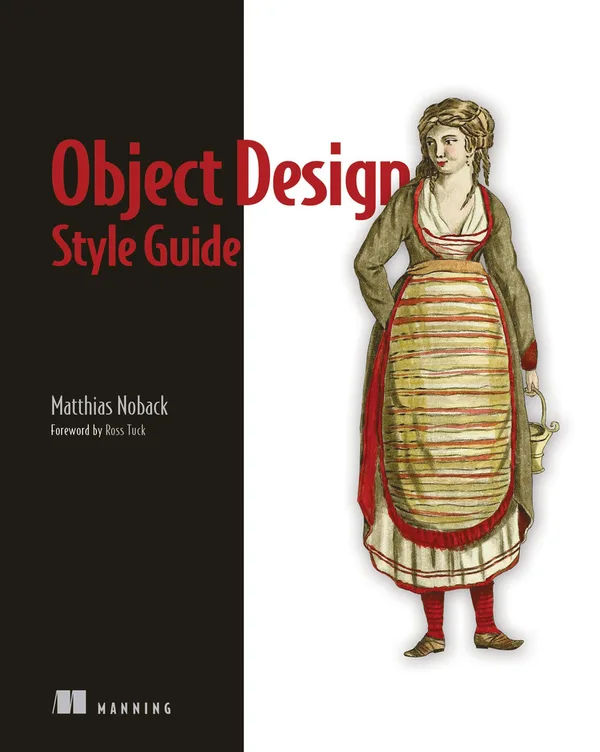 Object Design
Style Guide
Matthias Noback
Foreword by Ross Tuck
MANNING